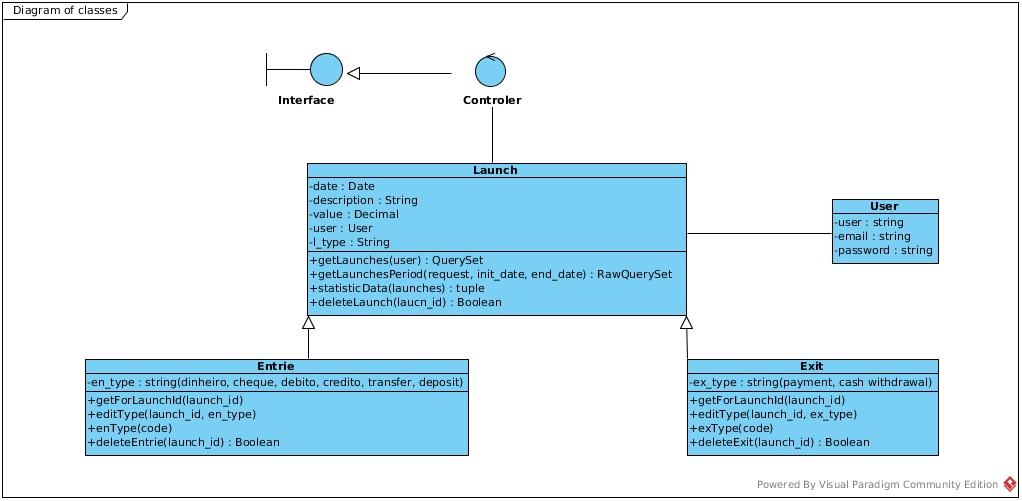 Diagram of classes
Interface
Controler
Launch
-date : Date
-description : String
-value : Decimal
-user : User
-l_type : String
+getLaunches(user) : QuerySet
+getLaunchesPeriod(request, init_date, end_date) : RawQuerySet
+statisticData(launches) : tuple
+deleteLaunch(laucn_id) : Boolean
User
-user : string
-email : string
-password : string
Entrie
-en_type : string(dinheiro, cheque, debito, credito, transfer, deposit)
+getForLaunchId(launch_id)
+editType(launch_id, en_type)
+enType(code)
+deleteEntrie(launch_id) : Boolean
Exit
-ex_type : string(payment, cash withdrawal)
+getForLaunchId(launch_id)
+editType(launch_id, ex_type)
+exType(code)
+deleteExit(launch_id) : Boolean
Powered By Visual Paradigm Community Edition